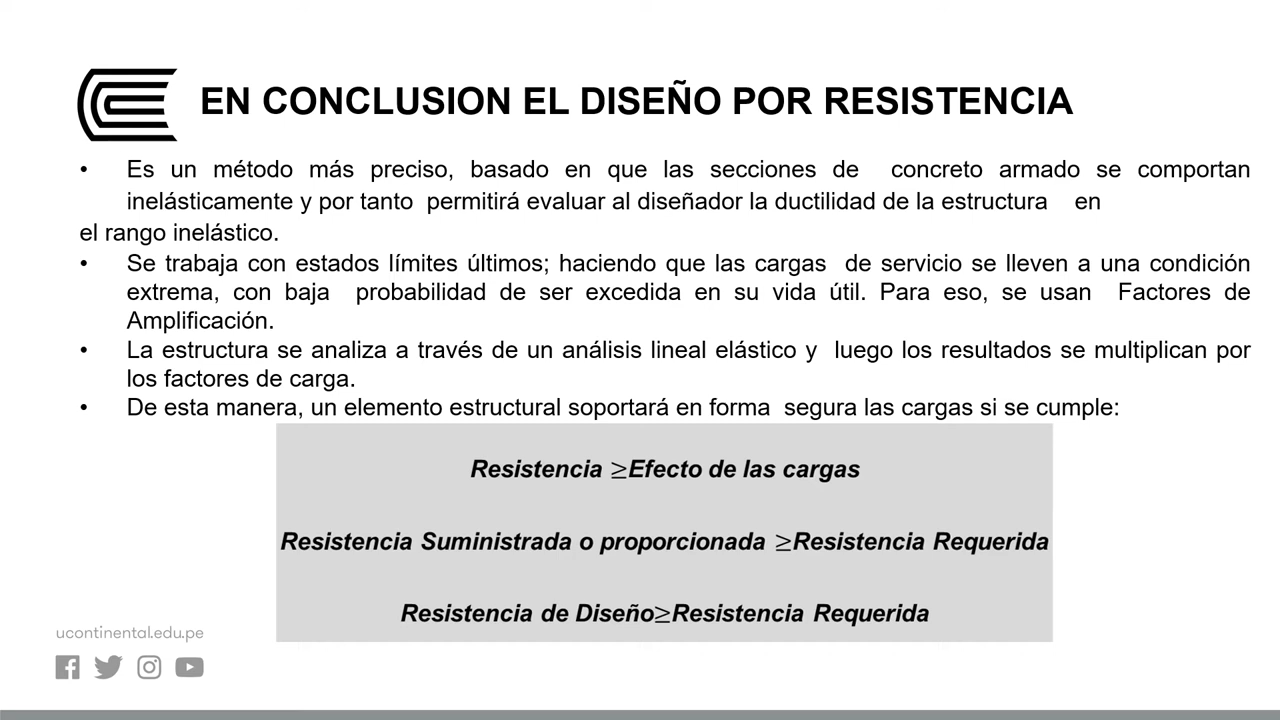 EN CONCLUSION EL DISEÑO POR RESISTENCIA
• Es un método más preciso, basado en que las secciones de concreto armado se comportan
inelásticamente y por tanto permitirá evaluar al diseñador la ductilidad de la estructura en
el rango inelástico.
• Se trabaja con estados límites últimos; haciendo que las cargas de servicio se lleven a una condición
extrema, con baja probabilidad de ser excedida en su vida útil. Para eso, se usan Factores de
Amplificación.
• La estructura se analiza a través de un análisis lineal elástico y luego los resultados se multiplican por
los factores de carga.
• De esta manera, un elemento estructural soportará en forma segura las cargas si se cumple:
Resistencia ≥Efecto de las cargas
Resistencia Suministrada o proporcionada ≥Resistencia Requerida
Resistencia de Diseño≥Resistencia Requerida
ucontinental.edu.pe